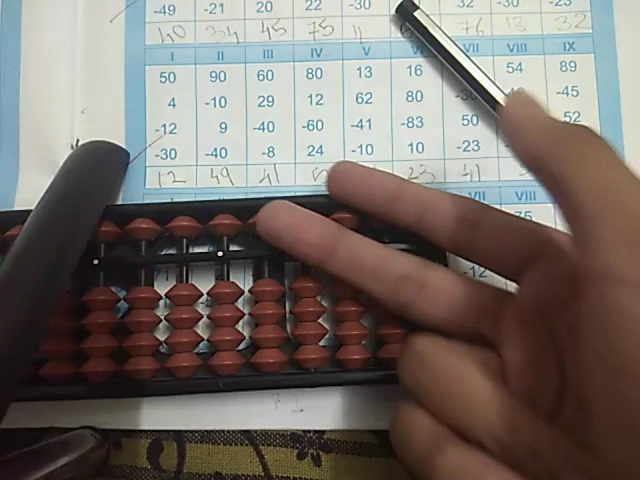 -49 -21 20 22 -30 32 -30 -23
40 34 45 75 11 76 13 32
I II III IV V VI VII VIII IX
50 90 60 80 13 16 54 89
4 -10 29 12 62 80 -30 -45
-12 9 -40 -60 -41 -83 50 52
-30 -40 -8 24 -10 10 -23
12 49 41 23 41
VII VIII
75
71 -12